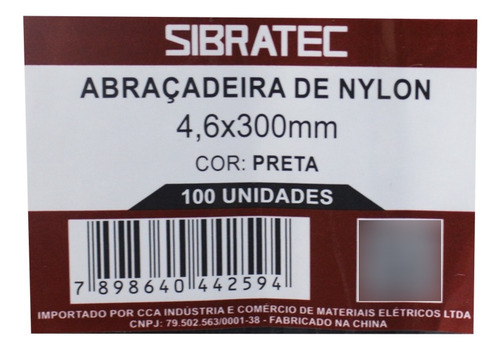 SIBRATEC
ABRAÇADEIRA DE NYLON
4,6x300mm
COR: PRETA
100 UNIDADES
7 898640 442594
IMPORTADO POR CCA INDÚSTRIA E COMÉRCIO DE MATERIAIS ELÉTRICOS LTDA
CNPJ: 79.502.563/0001-38 - FABRICADO NA CHINA